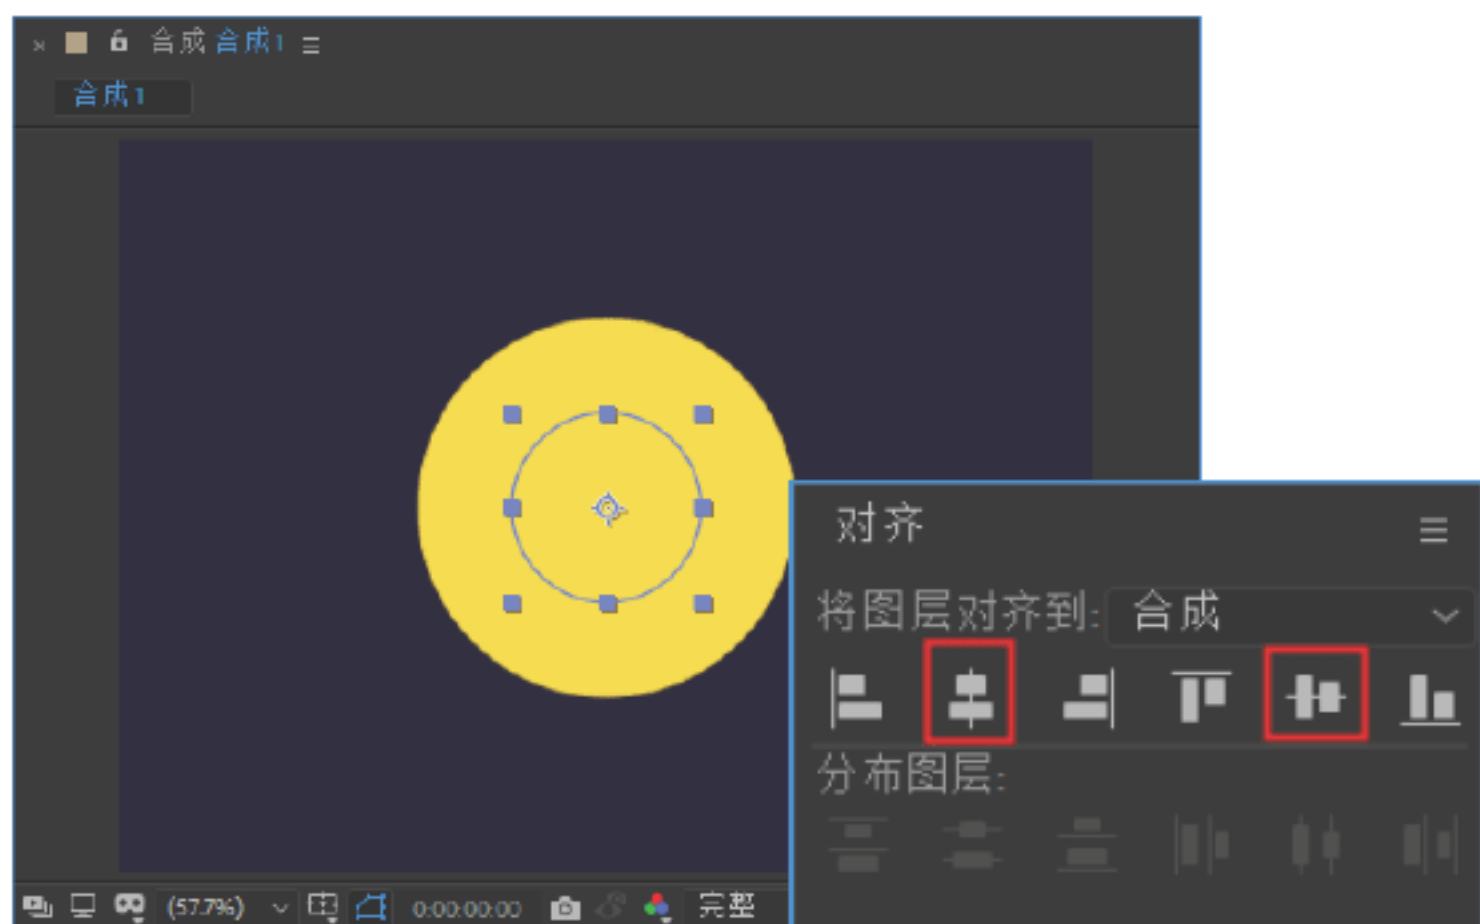 合成 合成1
合成1
对齐
将图层对齐到: 合成
分布图层:
(57.7%) 0:00:00:00 完整